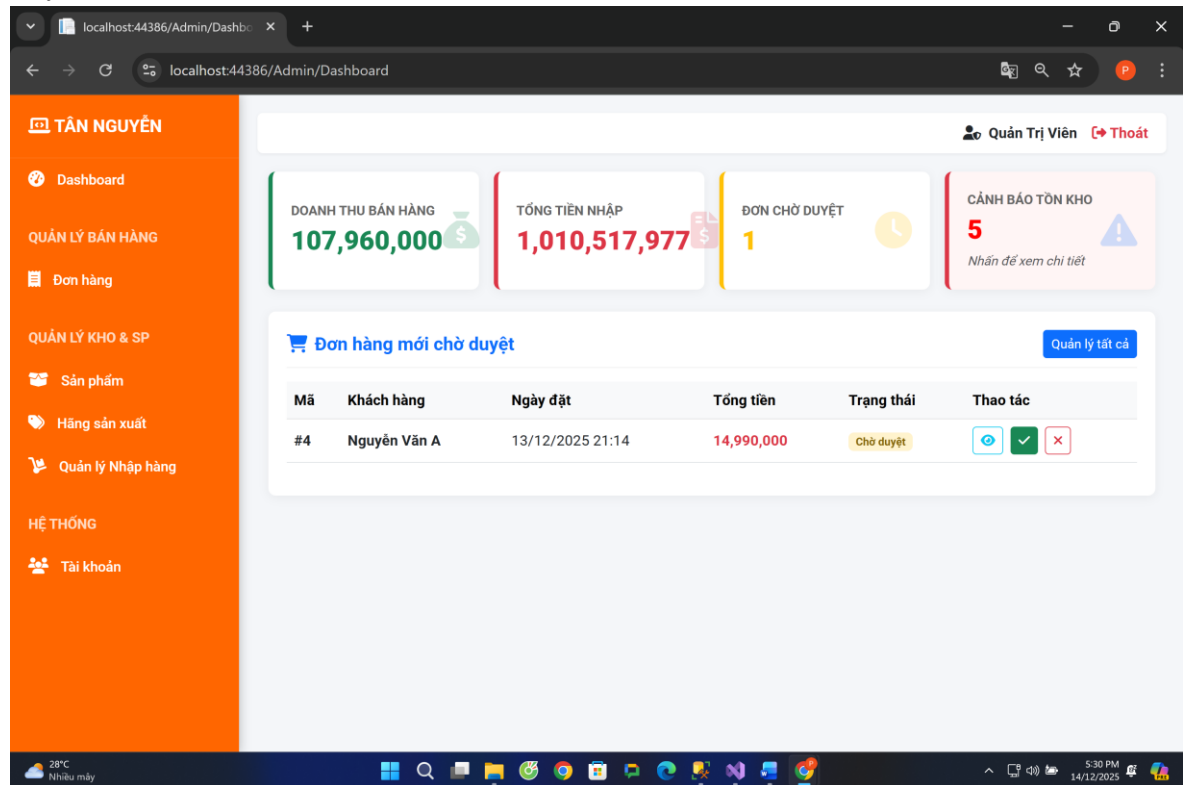 localhost:44386/Admin/Dashbo
localhost:44386/Admin/Dashboard
P
TÂN NGUYỄN
Quản Trị Viên
Thoát
Dashboard
QUẢN LÝ BÁN HÀNG
Đơn hàng
QUẢN LÝ KHO & SP
Sản phẩm
Hãng sản xuất
Quản lý Nhập hàng
HỆ THỐNG
Tài khoản
DOANH THU BÁN HÀNG
107,960,000
TỔNG TIỀN NHẬP
1,010,517,977
ĐƠN CHỜ DUYỆT
1
CẢNH BÁO TỒN KHO
5
Nhấn để xem chi tiết
Đơn hàng mới chờ duyệt
Quản lý tất cả
Mã Khách hàng Ngày đặt Tổng tiền Trạng thái Thao tác
#4 Nguyễn Văn A 13/12/2025 21:14 14,990,000 Chờ duyệt
28°C
Nhiều mây
5:30 PM
14/12/2025